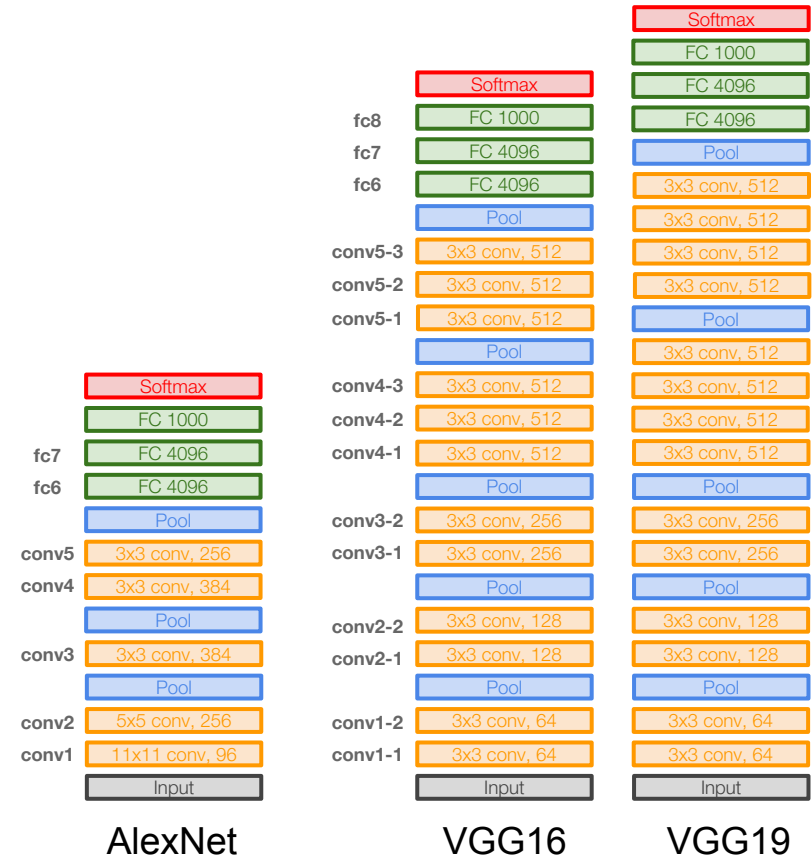 Softmax
FC 1000
fc7 FC 4096
fc6 FC 4096
Pool
conv5 3x3 conv, 256
conv4 3x3 conv, 384
Pool
conv3 3x3 conv, 384
Pool
conv2 5x5 conv, 256
conv1 11x11 conv, 96
Input
AlexNet
Softmax
fc8 FC 1000
fc7 FC 4096
fc6 FC 4096
Pool
conv5-3 3x3 conv, 512
conv5-2 3x3 conv, 512
conv5-1 3x3 conv, 512
Pool
conv4-3 3x3 conv, 512
conv4-2 3x3 conv, 512
conv4-1 3x3 conv, 512
Pool
conv3-2 3x3 conv, 256
conv3-1 3x3 conv, 256
Pool
conv2-2 3x3 conv, 128
conv2-1 3x3 conv, 128
Pool
conv1-2 3x3 conv, 64
conv1-1 3x3 conv, 64
Input
VGG16
Softmax
FC 1000
FC 4096
FC 4096
Pool
3x3 conv, 512
3x3 conv, 512
3x3 conv, 512
3x3 conv, 512
Pool
3x3 conv, 512
3x3 conv, 512
3x3 conv, 512
3x3 conv, 512
Pool
3x3 conv, 256
3x3 conv, 256
Pool
3x3 conv, 128
3x3 conv, 128
Pool
3x3 conv, 64
3x3 conv, 64
Input
VGG19